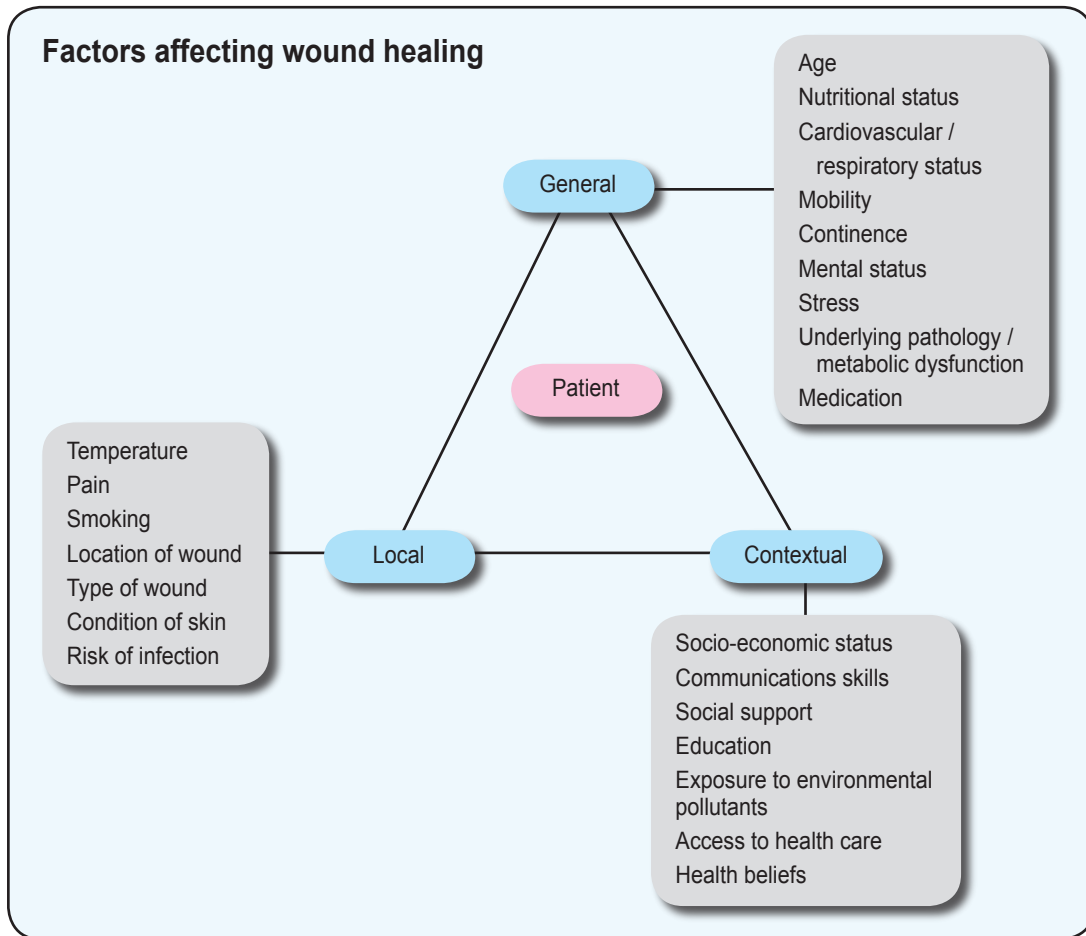 Factors affecting wound healing
Age
Nutritional status
Cardiovascular /
respiratory status
Mobility
Continence
Mental status
Stress
Underlying pathology /
metabolic dysfunction
Medication
General
Patient
Temperature
Pain
Smoking
Location of wound
Type of wound
Condition of skin
Risk of infection
Local
Contextual
Socio-economic status
Communications skills
Social support
Education
Exposure to environmental
pollutants
Access to health care
Health beliefs